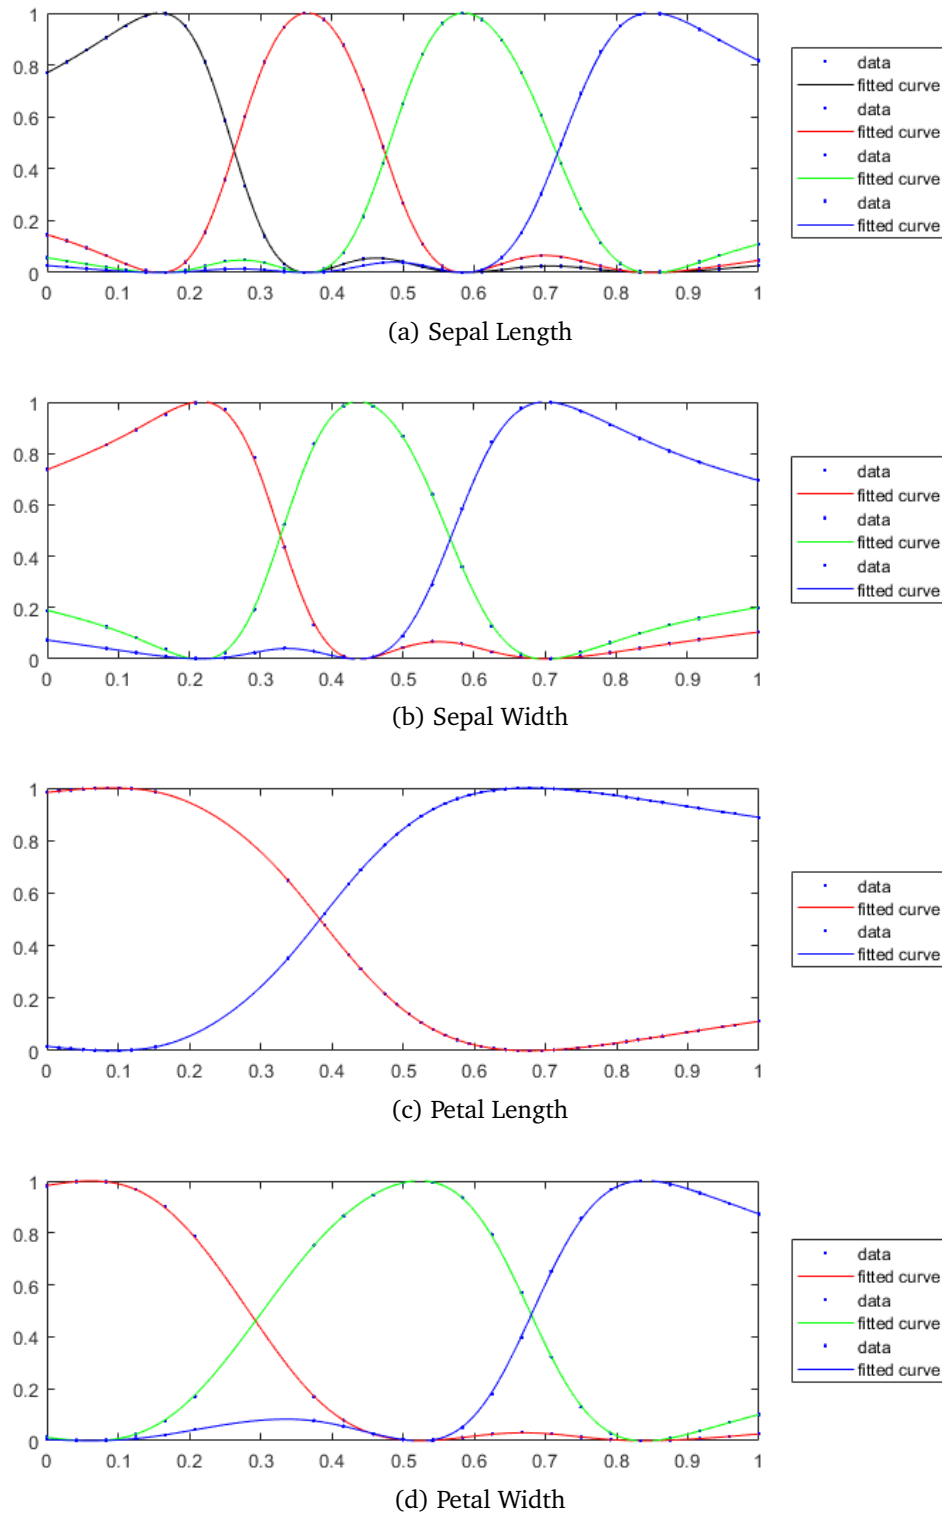 1
0.8
0.6
0.4
0.2
0
0 0.1 0.2 0.3 0.4 0.5 0.6 0.7 0.8 0.9 1
data
fitted curve
data
fitted curve
data
fitted curve
data
fitted curve
(a) Sepal Length
1
0.8
0.6
0.4
0.2
0
0 0.1 0.2 0.3 0.4 0.5 0.6 0.7 0.8 0.9 1
data
fitted curve
data
fitted curve
data
fitted curve
(b) Sepal Width
1
0.8
0.6
0.4
0.2
0
0 0.1 0.2 0.3 0.4 0.5 0.6 0.7 0.8 0.9 1
data
fitted curve
data
fitted curve
(c) Petal Length
1
0.8
0.6
0.4
0.2
0
0 0.1 0.2 0.3 0.4 0.5 0.6 0.7 0.8 0.9 1
data
fitted curve
data
fitted curve
data
fitted curve
(d) Petal Width